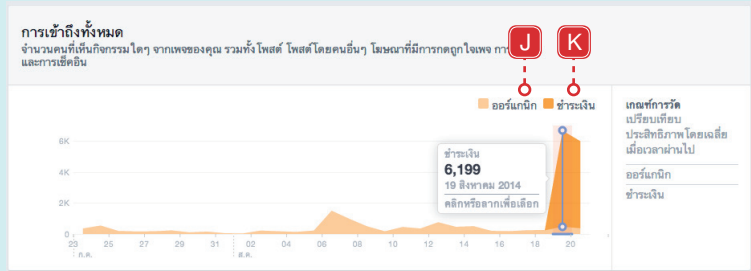 การเข้าถึงทั้งหมด
จำนวนคนที่เห็นกิจกรรมใดๆ จากเพจของคุณ รวมทั้งโพสต์ โพสต์โดยคนอื่นๆ โฆษณาที่มีการกดถูกใจเพจ การ
และการเช็คอิน
J K
ออร์แกนิก ชำระเงิน
เกณฑ์การวัด
เปรียบเทียบ
ประสิทธิภาพโดยเฉลี่ย
เมื่อเวลาผ่านไป
ออร์แกนิก
ชำระเงิน
ชำระเงิน
6,199
19 สิงหาคม 2014
คลิกหรือลากเพื่อเลือก
6K
4K
2K
0
23 25 27 29 31 02 04 06 08 10 12 14 16 18 20
ก.ค. ส.ค.